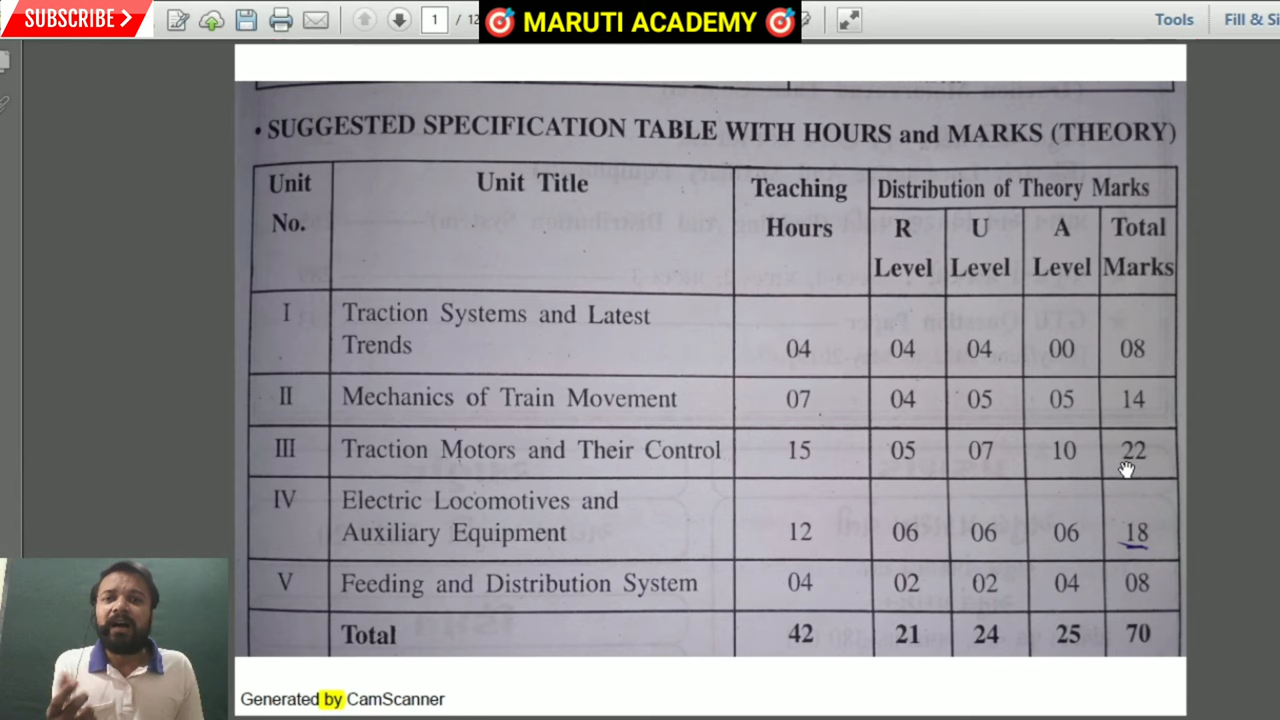 SUBSCRIBE
1 / 12
🎯 MARUTI ACADEMY 🎯
Tools
Fill & Si
• SUGGESTED SPECIFICATION TABLE WITH HOURS and MARKS (THEORY)
Unit No. Unit Title Teaching Hours Distribution of Theory Marks
R Level U Level A Level Total Marks
I Traction Systems and Latest
Trends 04 04 04 00 08
II Mechanics of Train Movement 07 04 05 05 14
III Traction Motors and Their Control 15 05 07 10 22
IV Electric Locomotives and
Auxiliary Equipment 12 06 06 06 18
V Feeding and Distribution System 04 02 02 04 08
Total 42 21 24 25 70
Generated by CamScanner